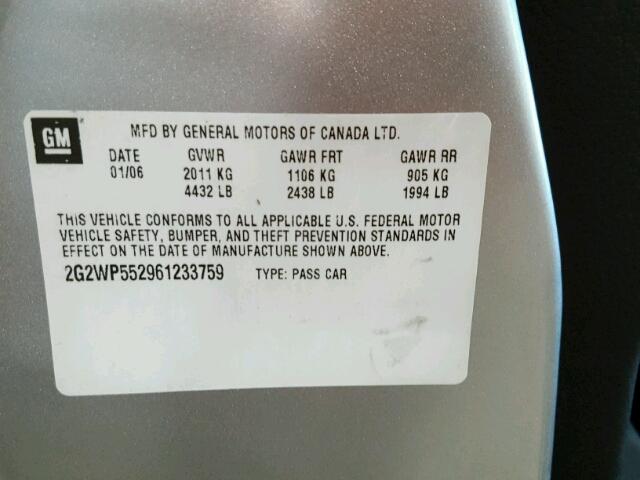 GM
MFD BY GENERAL MOTORS OF CANADA LTD.
DATE GVWR GAWR FRT GAWR RR
01/06 2011 KG 1106 KG 905 KG
4432 LB 2438 LB 1994 LB
THIS VEHICLE CONFORMS TO ALL APPLICABLE U.S. FEDERAL MOTOR
VEHICLE SAFETY, BUMPER, AND THEFT PREVENTION STANDARDS IN
EFFECT ON THE DATE OF MANUFACTURE SHOWN ABOVE.
2G2WP552961233759 TYPE: PASS CAR